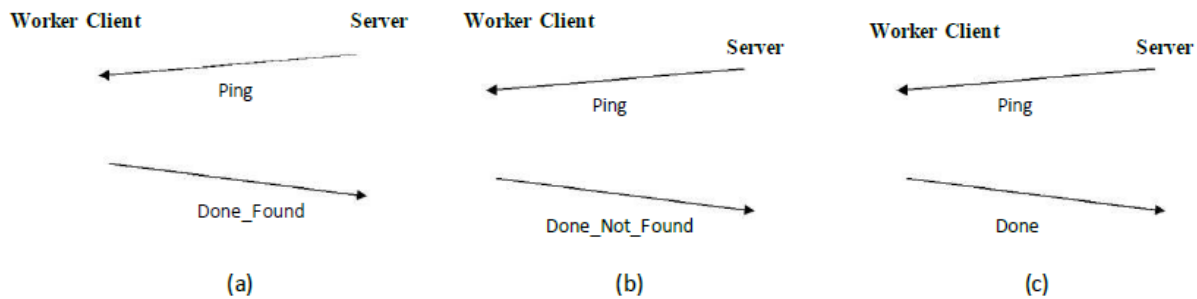 Worker Client Server
Ping
Done_Found
(a)
Worker Client
Server
Ping
Done_Not_Found
(b)
Worker Client
Server
Ping
Done
(c)